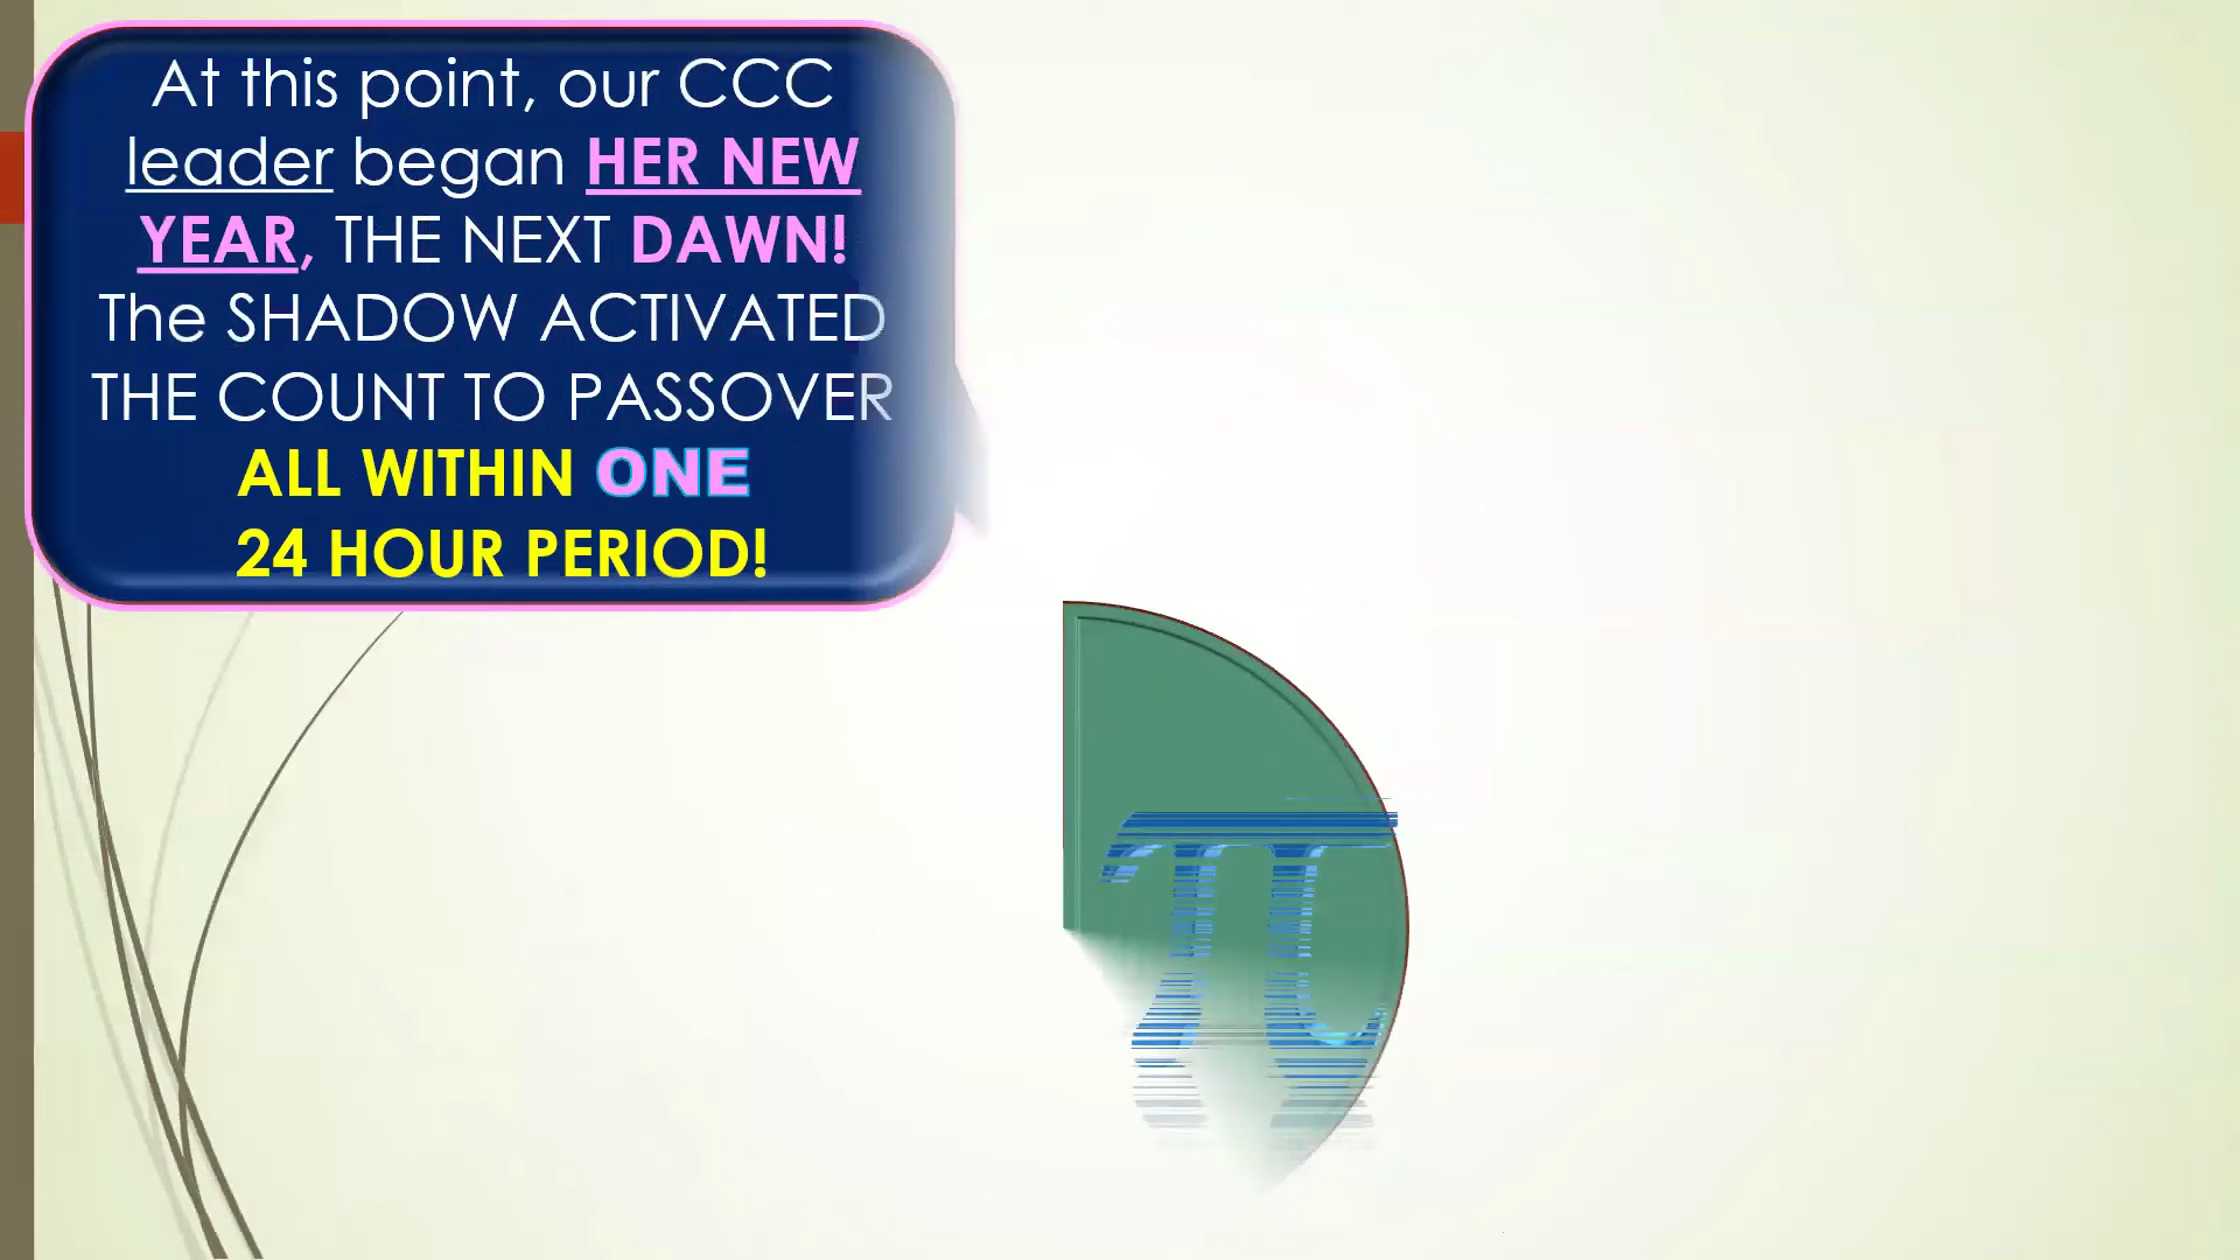 At this point, our CCC
leader began HER NEW
YEAR, THE NEXT DAWN!
The SHADOW ACTIVATED
THE COUNT TO PASSOVER
ALL WITHIN ONE
24 HOUR PERIOD!
π